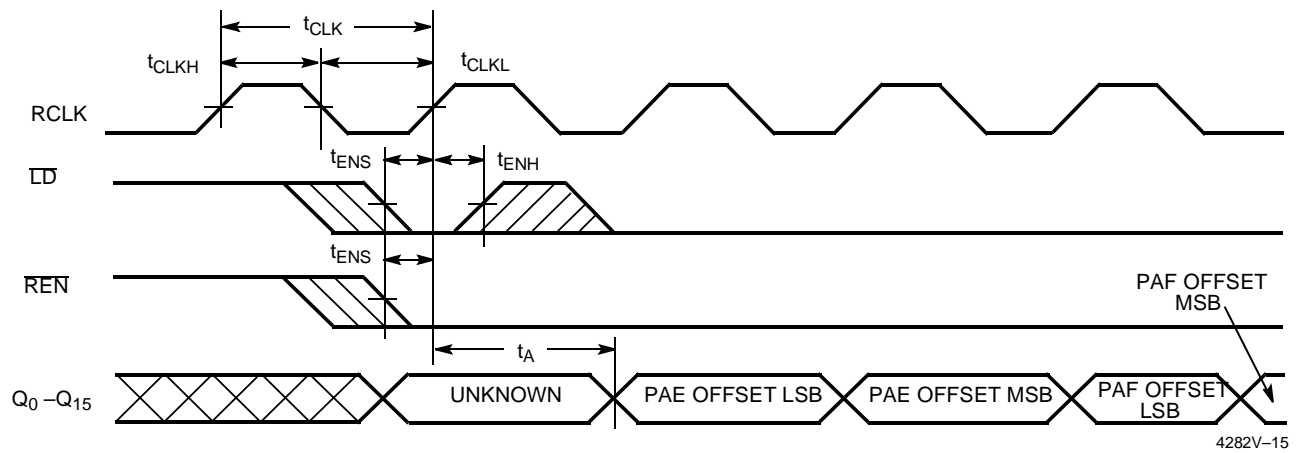 tCLK
tCLKH
tCLKL
RCLK
tENS
tENH
LD
tENS
REN
PAF OFFSET
MSB
tA
Q0 –Q15
UNKNOWN
PAE OFFSET LSB
PAE OFFSET MSB
PAF OFFSET
LSB
4282V–15